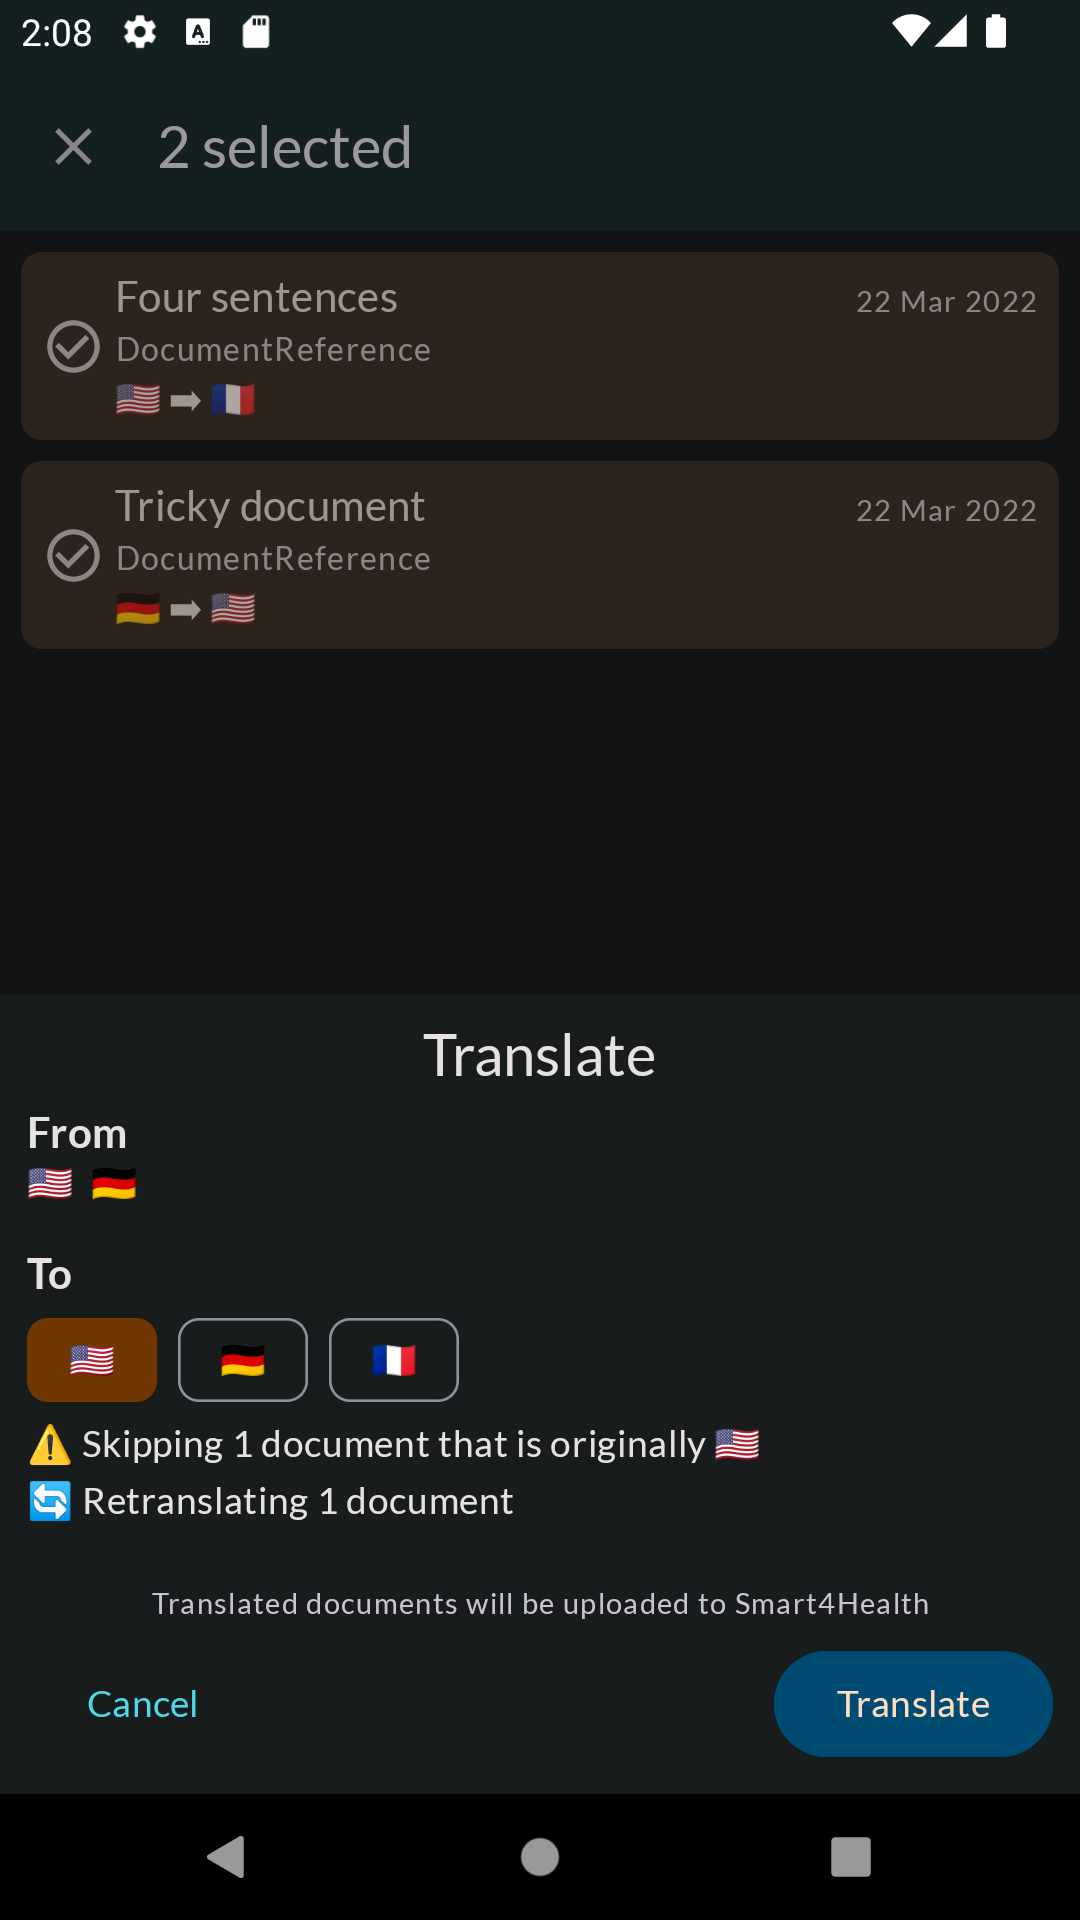 2:08
2 selected
Four sentences
22 Mar 2022
DocumentReference
🇺🇸 ➡ 🇫🇷
Tricky document
22 Mar 2022
DocumentReference
🇩🇪 ➡ 🇺🇸
Translate
From
🇺🇸 🇩🇪
To
🇺🇸 🇩🇪 🇫🇷
⚠️ Skipping 1 document that is originally 🇺🇸
🔄 Retranslating 1 document
Translated documents will be uploaded to Smart4Health
Cancel
Translate